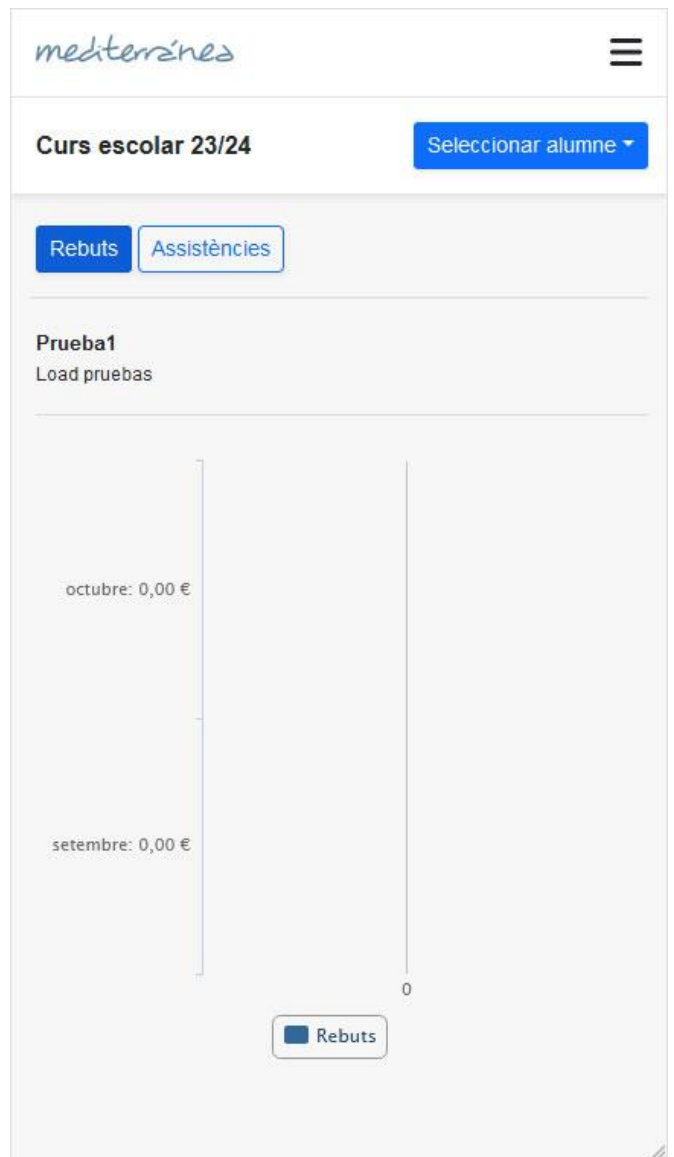 mediterránea
Curs escolar 23/24
Seleccionar alumne
Rebuts
Assistències
Prueba1
Load pruebas
octubre: 0,00 €
setembre: 0,00 €
0
Rebuts